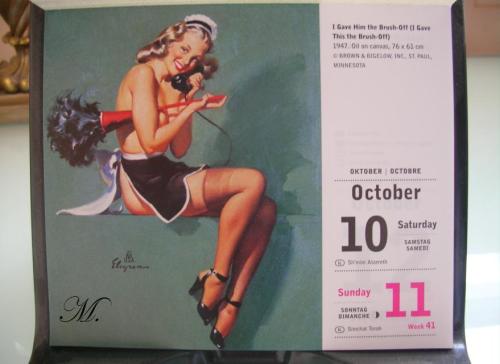 I Gave Him the Brush-Off (I Gave
This the Brush-Off)
1947. Oil on canvas, 76 x 61 cm
© BROWN & BIGELOW, INC., ST. PAUL,
MINNESOTA
OKTOBER | OCTOBRE
October
10 Saturday
SAMSTAG
SAMEDI
Sh'mini Atzereth
Sunday
SONNTAG
DIMANCHE
11
Week 41
Simchat Torah
Elvgren
M.